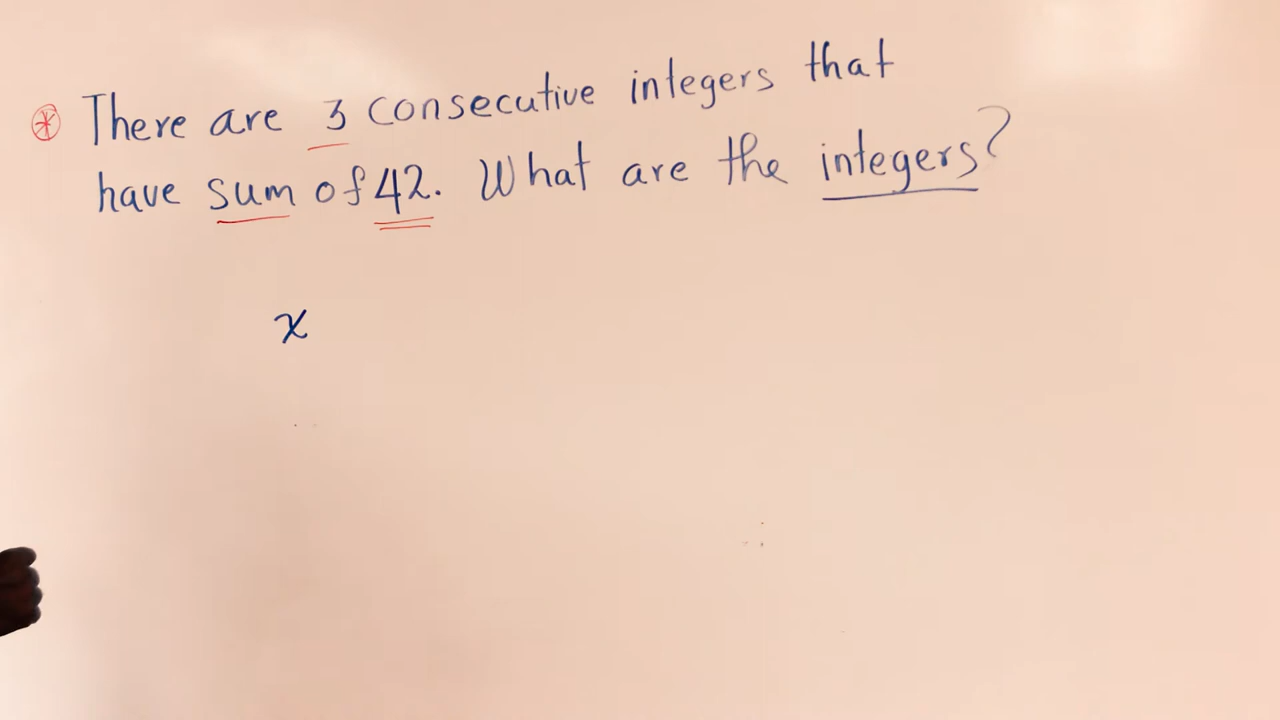 * There are 3 consecutive integers that
have sum of 42. What are the integers?
x